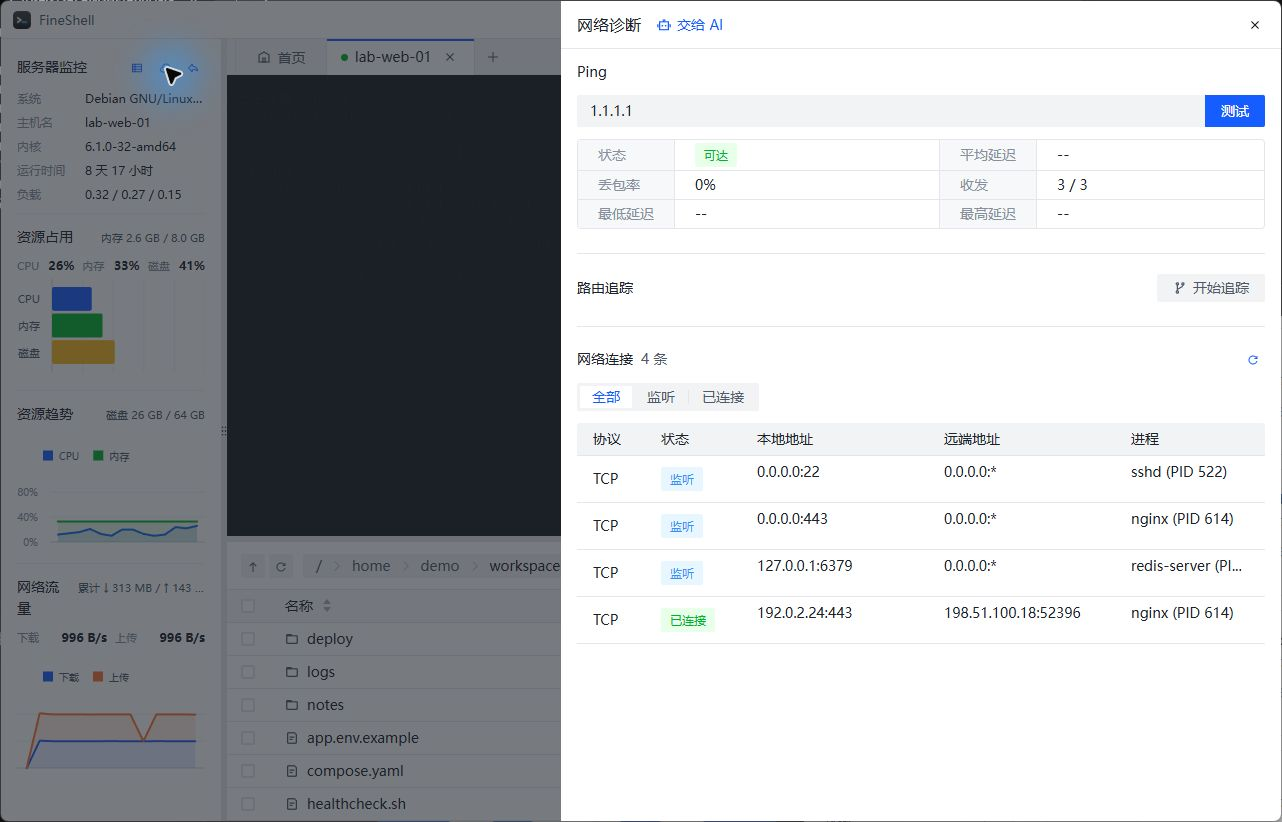 FineShell
服务器监控
系统 Debian GNU/Linux...
主机名 lab-web-01
内核 6.1.0-32-amd64
运行时间 8 天 17 小时
负载 0.32 / 0.27 / 0.15
资源占用 内存 2.6 GB / 8.0 GB
CPU 26% 内存 33% 磁盘 41%
CPU
内存
磁盘
资源趋势 磁盘 26 GB / 64 GB
CPU 内存
80%
40%
0%
网络流量 累计 ↓ 313 MB / ↑ 143 ...
下载 996 B/s 上传 996 B/s
下载 上传
首页 lab-web-01
/ home demo workspace
名称
deploy
logs
notes
app.env.example
compose.yaml
healthcheck.sh
网络诊断 交给 AI
Ping
1.1.1.1 测试
状态 可达 平均延迟 --
丢包率 0% 收发 3 / 3
最低延迟 -- 最高延迟 --
路由追踪 开始追踪
网络连接 4 条
全部 监听 已连接
协议 状态 本地地址 远端地址 进程
TCP 监听 0.0.0.0:22 0.0.0.0:* sshd (PID 522)
TCP 监听 0.0.0.0:443 0.0.0.0:* nginx (PID 614)
TCP 监听 127.0.0.1:6379 0.0.0.0:* redis-server (PI...
TCP 已连接 192.0.2.24:443 198.51.100.18:52396 nginx (PID 614)